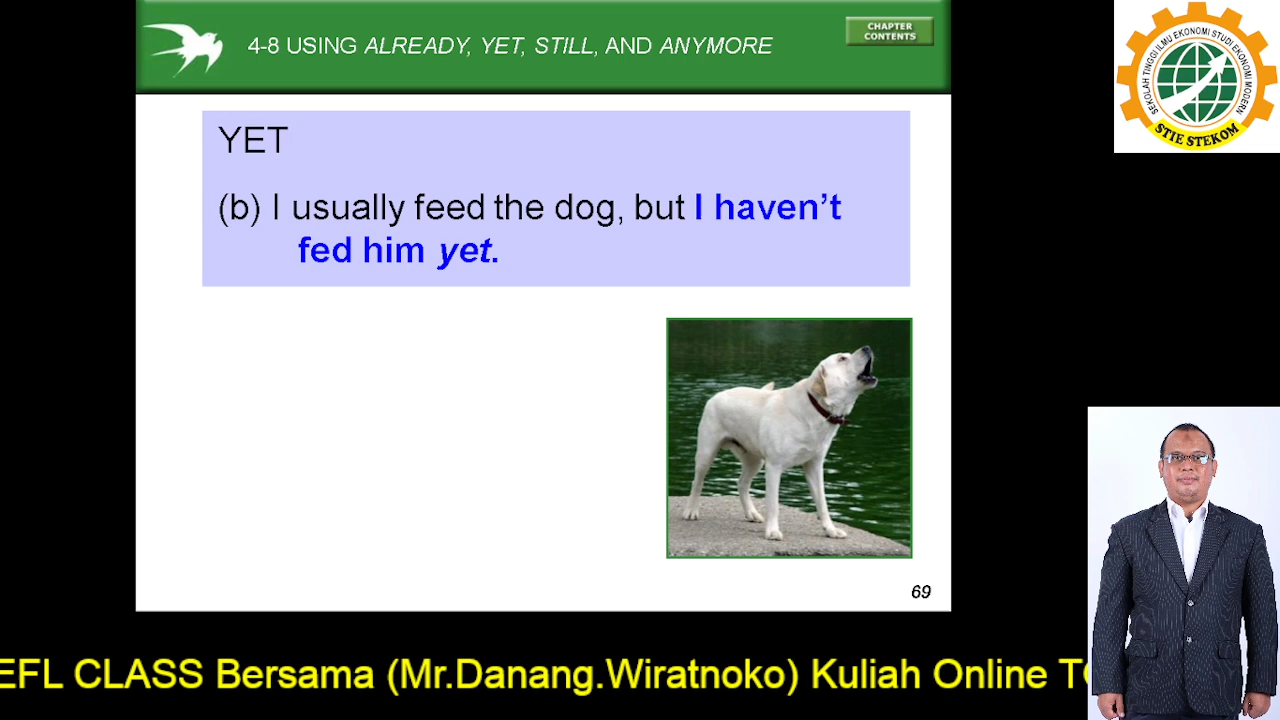 4-8 USING ALREADY, YET, STILL, AND ANYMORE
CHAPTER
CONTENTS
SEKOLAH TINGGI ILMU EKONOMI STUDI EKONOMI MODERN
STIE STEKOM
YET
(b) I usually feed the dog, but I haven’t
fed him yet.
69
EFL CLASS Bersama (Mr.Danang.Wiratnoko) Kuliah Online TO